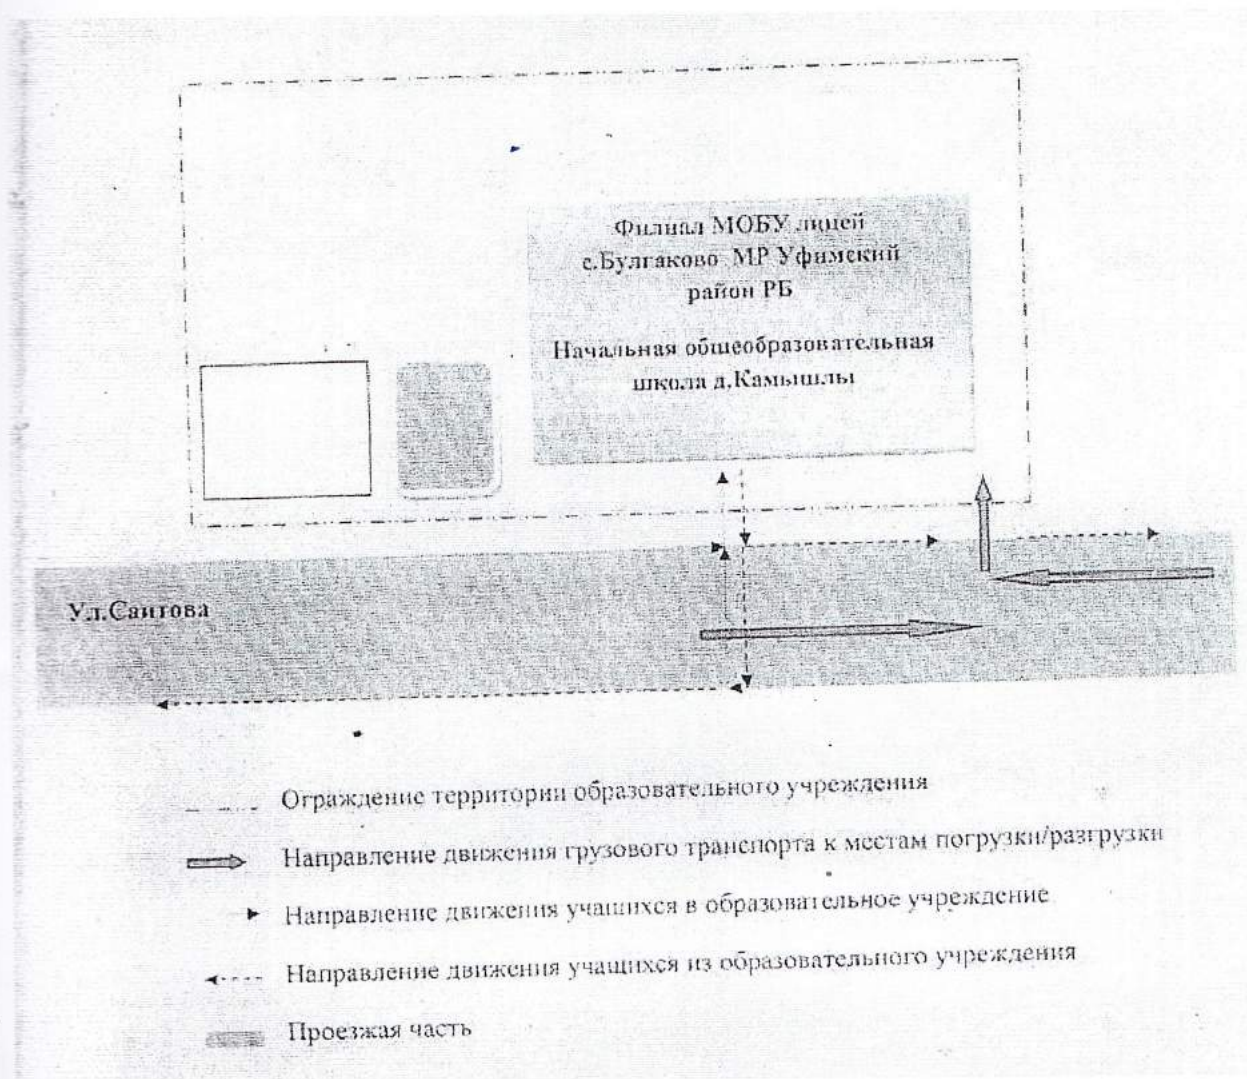 Филиал МОБУ лицей
с.Булгаково МР Уфимский
район РБ
Начальная общеобразовательная
школа д.Камышлы
Ул.Саитова
Ограждение территории образовательного учреждения
Направление движения грузового транспорта к местам погрузки/разгрузки
Направление движения учащихся в образовательное учреждение
Направление движения учащихся из образовательного учреждения
Проезжая часть